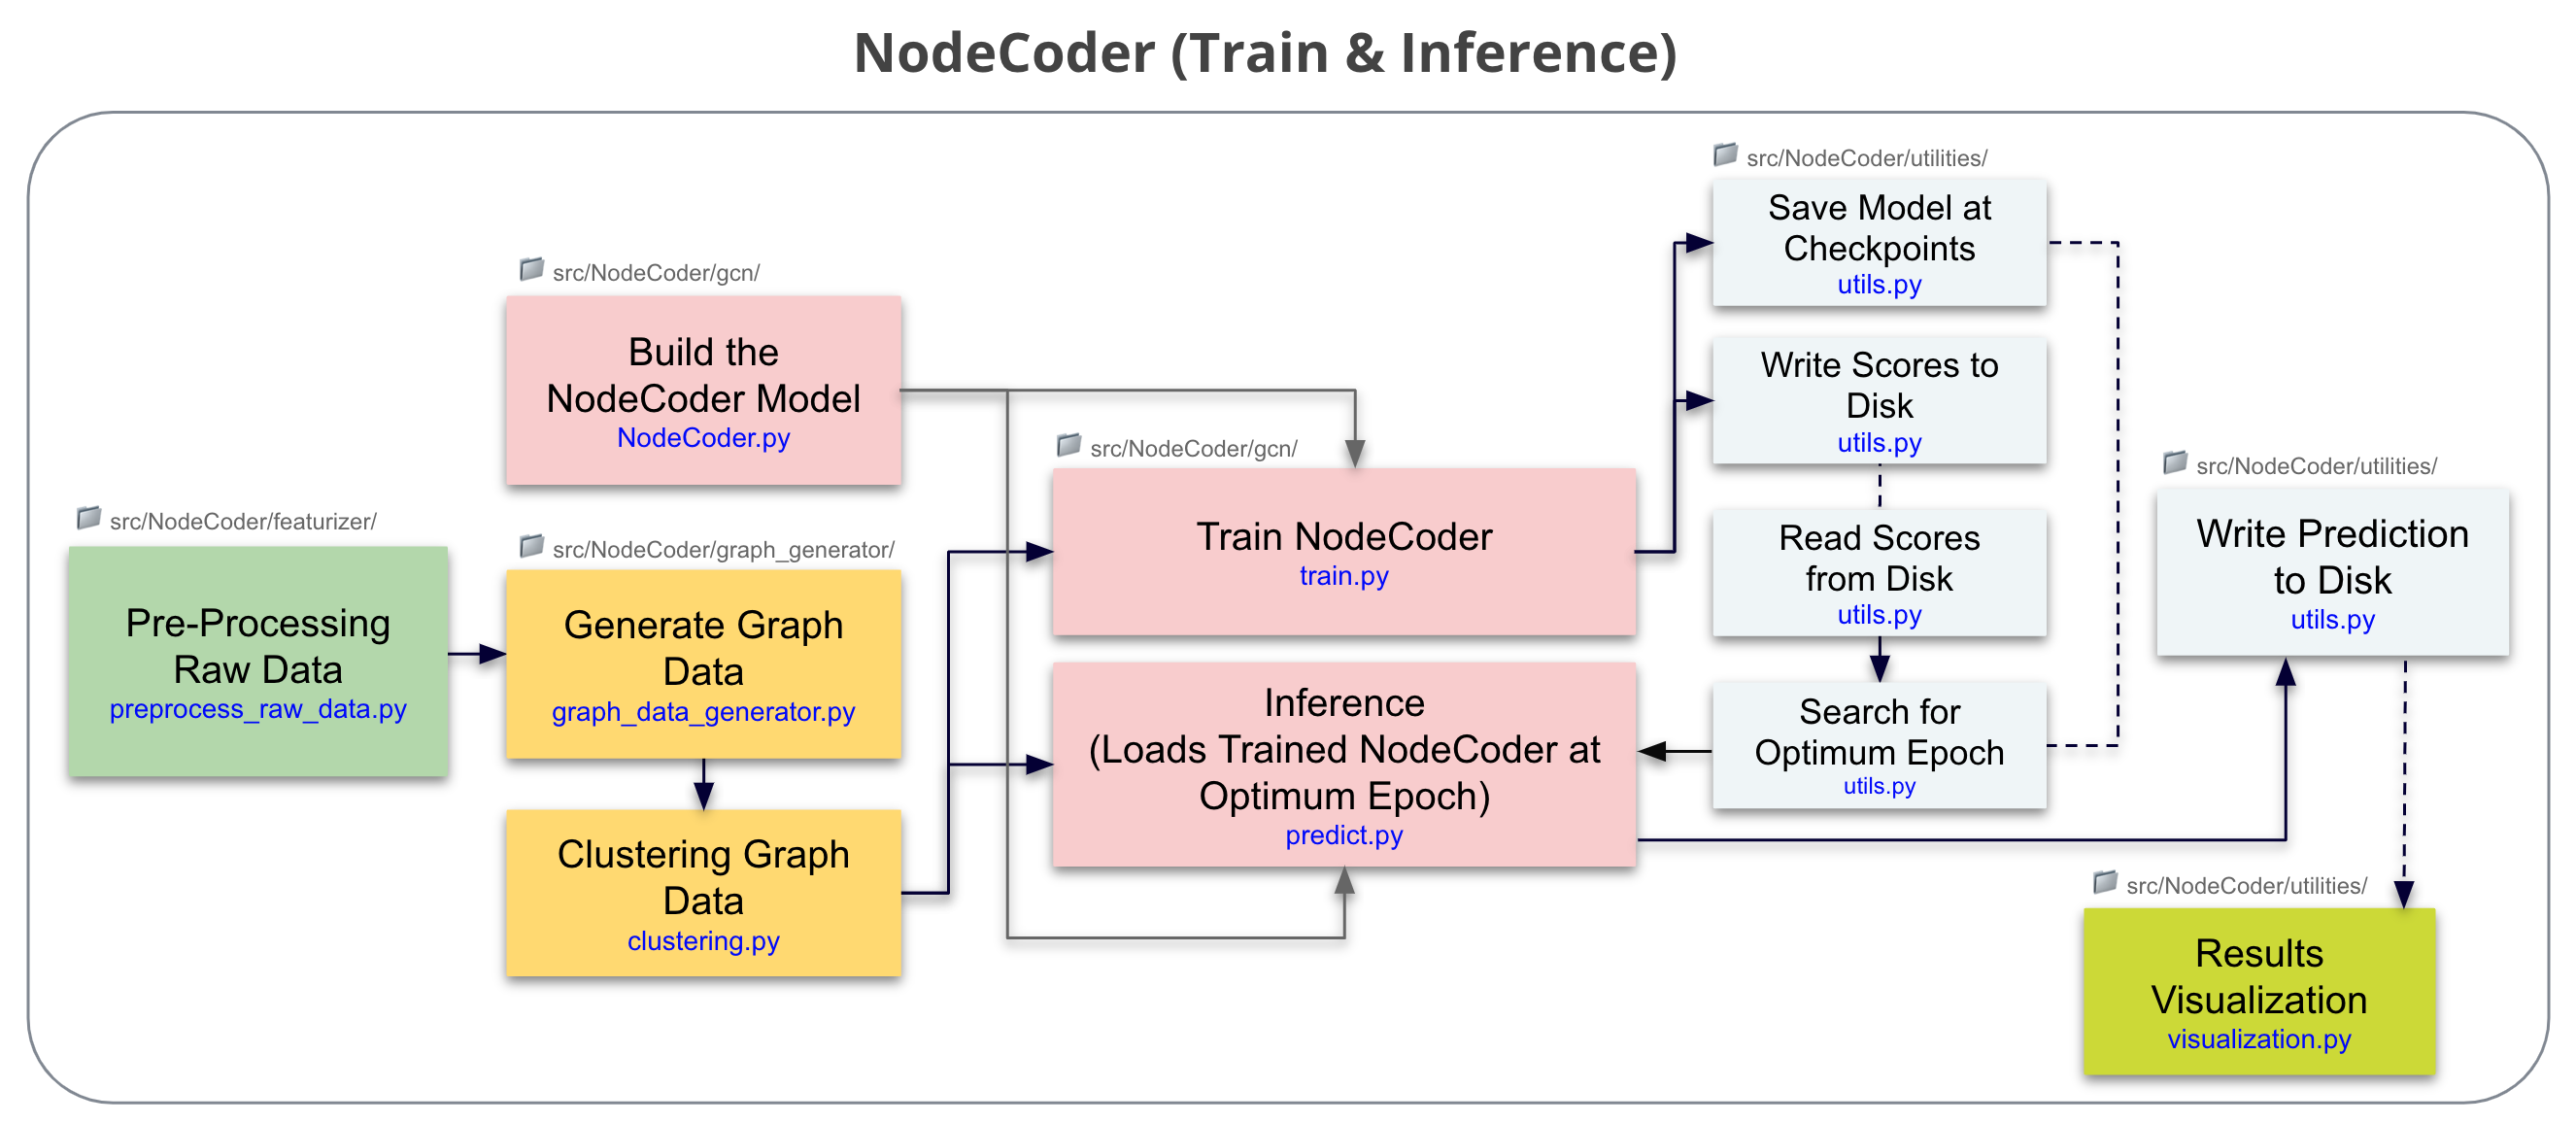 NodeCoder (Train & Inference)
src/NodeCoder/featurizer/
Pre-Processing
Raw Data
preprocess_raw_data.py
src/NodeCoder/gcn/
Build the
NodeCoder Model
NodeCoder.py
src/NodeCoder/graph_generator/
Generate Graph
Data
graph_data_generator.py
Clustering Graph
Data
clustering.py
src/NodeCoder/gcn/
Train NodeCoder
train.py
Inference
(Loads Trained NodeCoder at
Optimum Epoch)
predict.py
src/NodeCoder/utilities/
Save Model at
Checkpoints
utils.py
Write Scores to
Disk
utils.py
Read Scores
from Disk
utils.py
Search for
Optimum Epoch
utils.py
src/NodeCoder/utilities/
Write Prediction
to Disk
utils.py
src/NodeCoder/utilities/
Results
Visualization
visualization.py